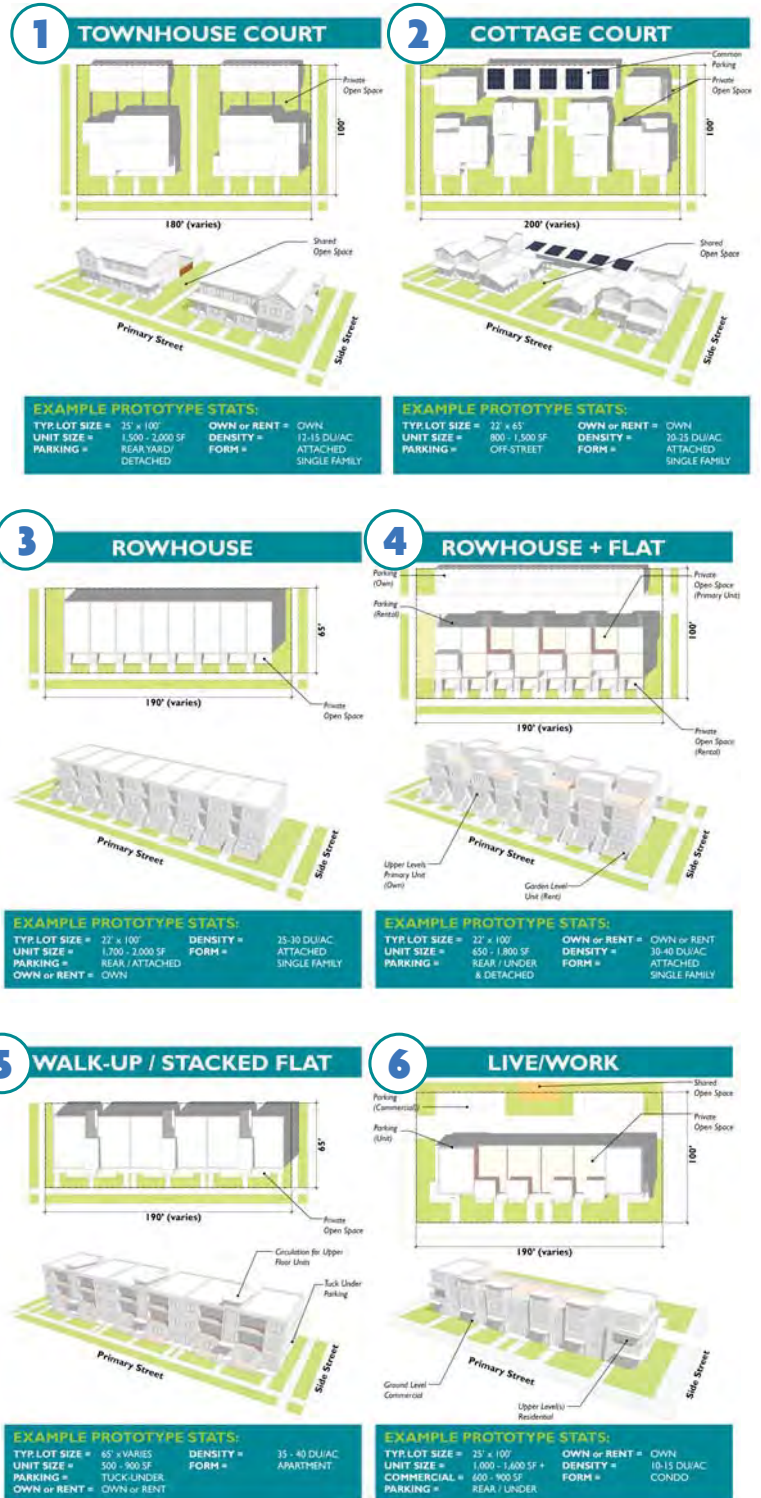 1
TOWNHOUSE COURT
Private
Open Space
100'
180' (varies)
Shared
Open Space
Primary Street
Side Street
EXAMPLE PROTOTYPE STATS:
TYP. LOT SIZE = 25' x 100'
UNIT SIZE = 1,500 - 2,000 SF
PARKING = REAR YARD/
DETACHED
OWN or RENT = OWN
DENSITY = 12-15 DU/AC
FORM = ATTACHED
SINGLE FAMILY
2
COTTAGE COURT
Common
Parking
Private
Open Space
100'
200' (varies)
Shared
Open Space
Primary Street
Side Street
EXAMPLE PROTOTYPE STATS:
TYP. LOT SIZE = 22' x 65'
UNIT SIZE = 800 - 1,500 SF
PARKING = OFF-STREET
OWN or RENT = OWN
DENSITY = 20-25 DU/AC
FORM = ATTACHED
SINGLE FAMILY
3
ROWHOUSE
65'
190' (varies)
Private
Open Space
Primary Street
Side Street
EXAMPLE PROTOTYPE STATS:
TYP. LOT SIZE = 22' x 100'
UNIT SIZE = 1,700 - 2,000 SF
PARKING = REAR / ATTACHED
OWN or RENT = OWN
DENSITY = 25-30 DU/AC
FORM = ATTACHED
SINGLE FAMILY
4
ROWHOUSE + FLAT
Parking
(Own)
Parking
(Rental)
Private
Open Space
(Primary Unit)
100'
190' (varies)
Private
Open Space
(Rental)
Upper Levels
Primary Unit
(Own)
Garden Level
Unit (Rent)
Primary Street
Side Street
EXAMPLE PROTOTYPE STATS:
TYP. LOT SIZE = 22' x 100'
UNIT SIZE = 650 - 1,800 SF
PARKING = REAR / UNDER
& DETACHED
OWN or RENT = OWN or RENT
DENSITY = 30-40 DU/AC
FORM = ATTACHED
SINGLE FAMILY
5
WALK-UP / STACKED FLAT
65'
190' (varies)
Private
Open Space
Circulation for Upper
Floor Units
Tuck Under
Parking
Primary Street
Side Street
EXAMPLE PROTOTYPE STATS:
TYP. LOT SIZE = 65' x VARIES
UNIT SIZE = 500 - 900 SF
PARKING = TUCK-UNDER
OWN or RENT = OWN or RENT
DENSITY = 35 - 40 DU/AC
FORM = APARTMENT
6
LIVE/WORK
Parking
(Commercial)
Parking
(Unit)
Shared
Open Space
Private
Open Space
100'
190' (varies)
Ground Level
Commercial
Upper Level(s)
Residential
Primary Street
Side Street
EXAMPLE PROTOTYPE STATS:
TYP. LOT SIZE = 25' x 100'
UNIT SIZE = 1,000 - 1,600 SF +
COMMERCIAL = 600 - 900 SF
PARKING = REAR / UNDER
OWN or RENT = OWN
DENSITY = 10-15 DU/AC
FORM = CONDO